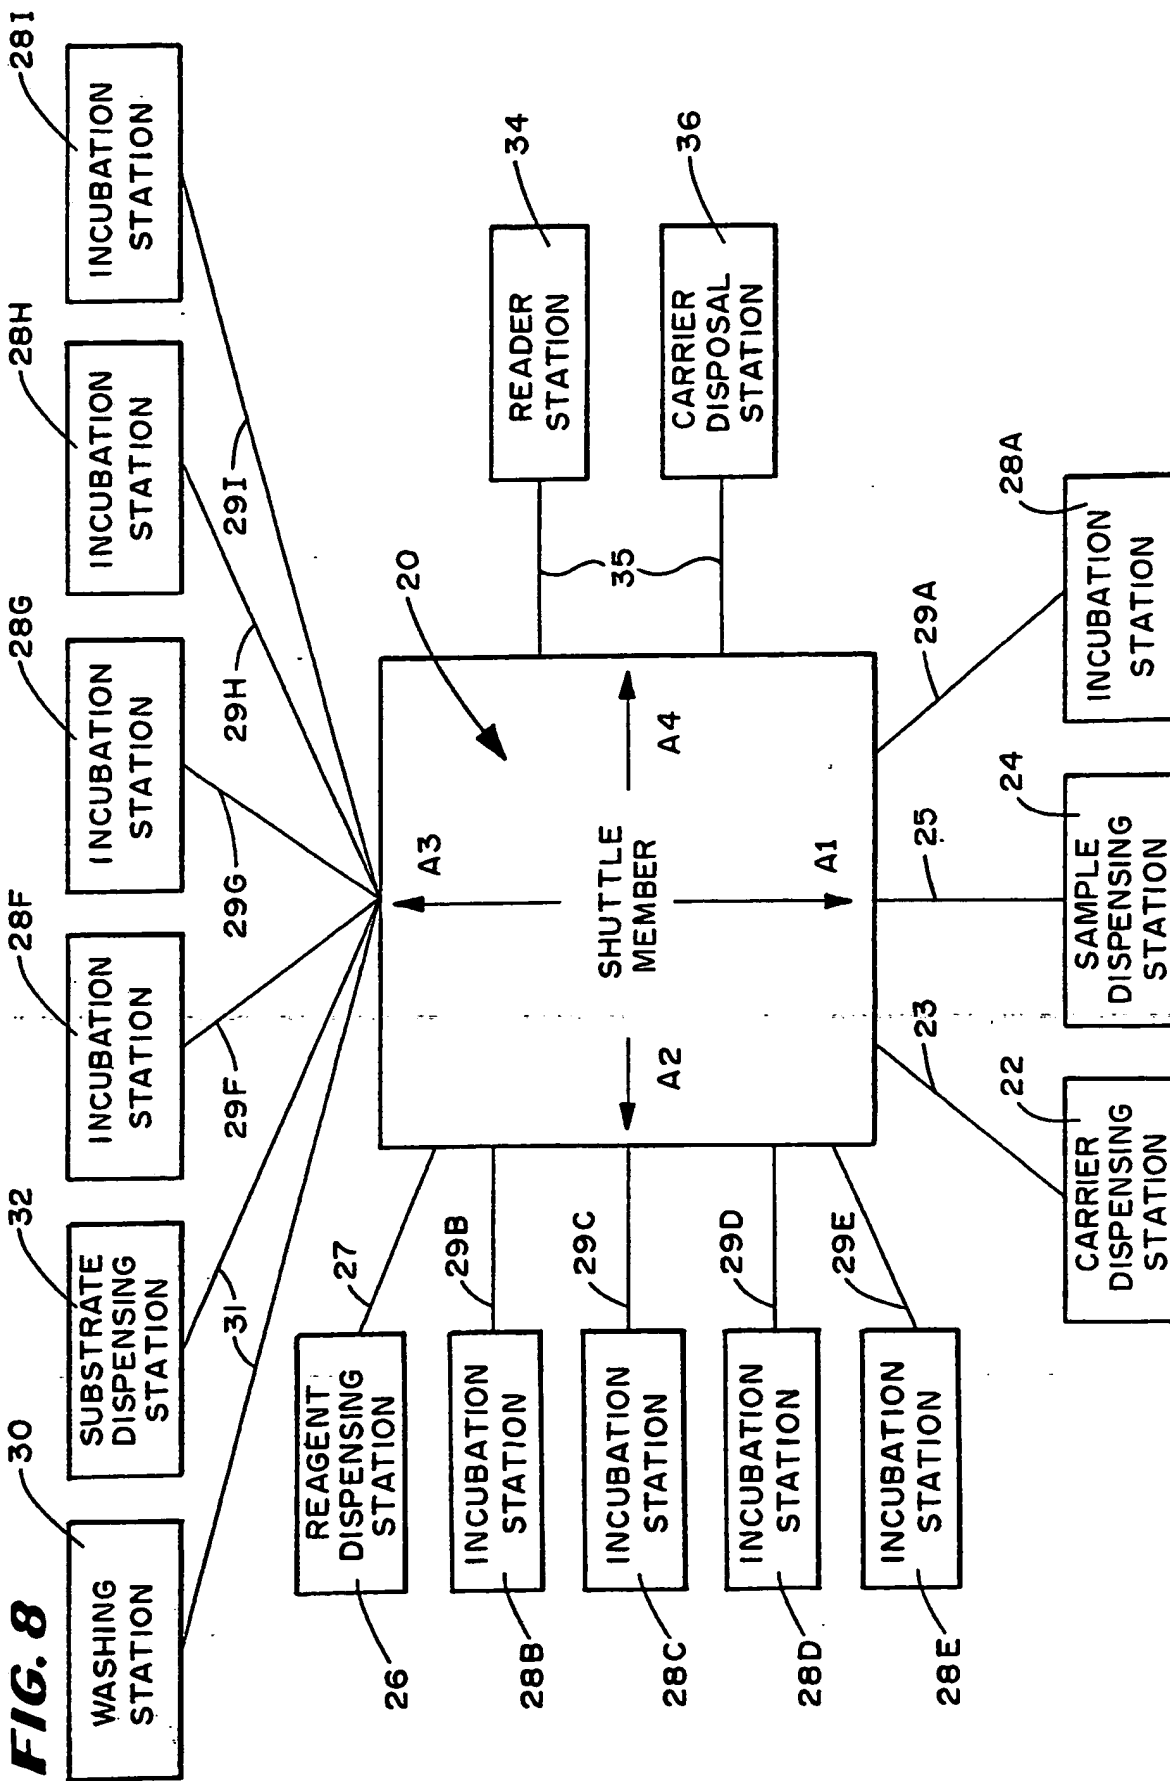 FIG. 8
30
WASHING
STATION
32
SUBSTRATE
DISPENSING
STATION
28F
INCUBATION
STATION
28G
INCUBATION
STATION
28H
INCUBATION
STATION
28I
INCUBATION
STATION
31
29F
29G
29H
29I
26
REAGENT
DISPENSING
STATION
27
28B
INCUBATION
STATION
29B
28C
INCUBATION
STATION
29C
28D
INCUBATION
STATION
29D
28E
INCUBATION
STATION
29E
20
A3
A2
SHUTTLE
MEMBER
A4
A1
34
READER
STATION
35
36
CARRIER
DISPOSAL
STATION
23
25
29A
22
CARRIER
DISPENSING
STATION
24
SAMPLE
DISPENSING
STATION
28A
INCUBATION
STATION